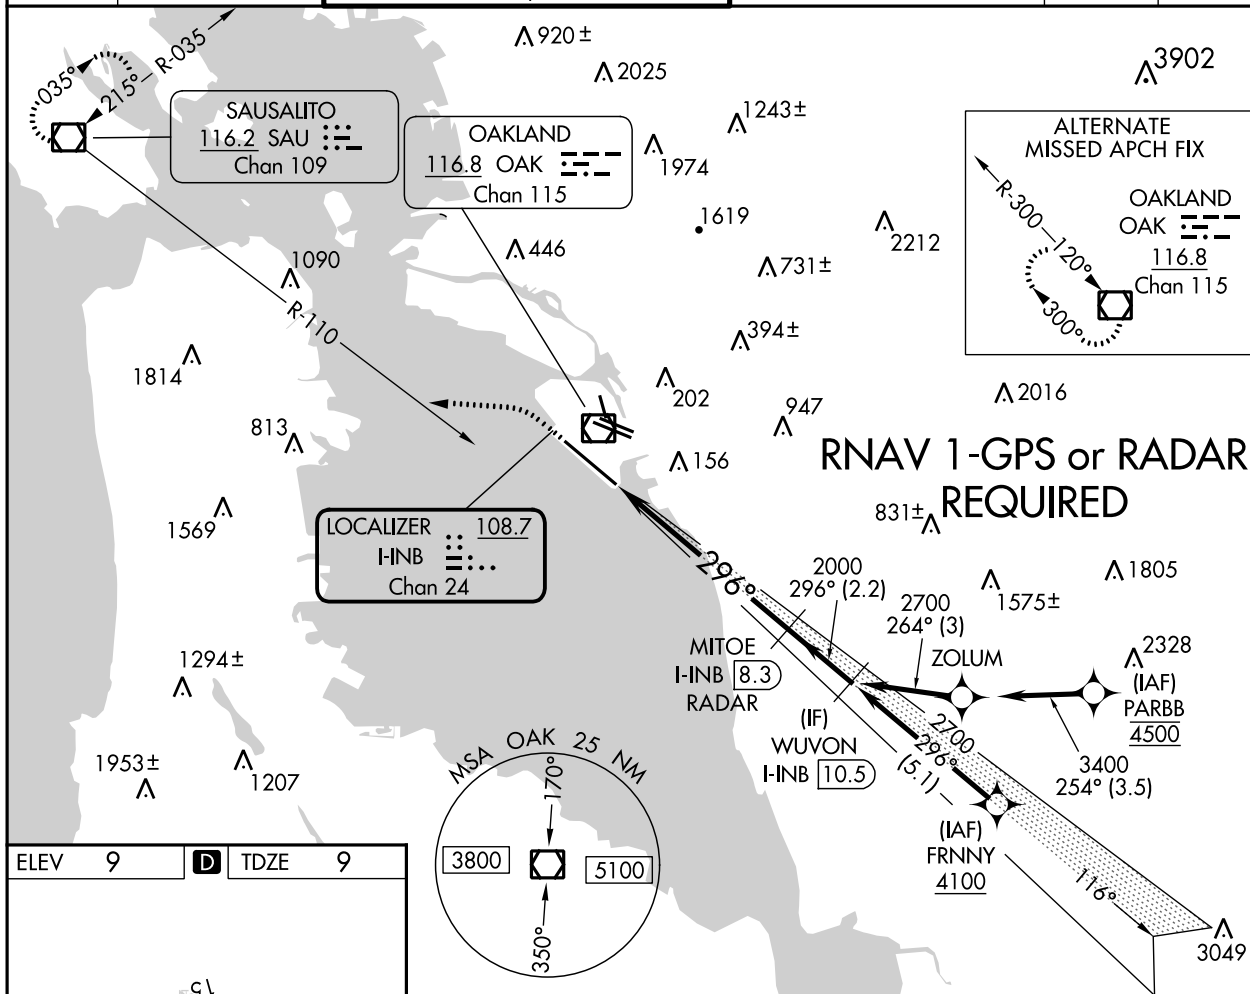 920 ±
2025
3902
1243±
1974
035°
215°
R-035
SAUSALITO
116.2 SAU
Chan 109
OAKLAND
116.8 OAK
Chan 115
ALTERNATE
MISSED APCH FIX
R-300
120°
300°
OAKLAND
OAK
116.8
Chan 115
1619
2212
446
731±
1090
R-110
394±
1814
202
2016
947
813
156
RNAV 1-GPS or RADAR
REQUIRED
1569
831±
LOCALIZER 108.7
I-INB
Chan 24
296°
2000
296° (2.2)
2700
264° (3)
1575±
1805
MITOE
I-INB 8.3
RADAR
ZOLUM
2328
1294±
(IAF)
PARBB
4500
(IF)
WUVON
I-INB 10.5
2700
296°
(5.1)
3400
254° (3.5)
1953±
1207
MSA OAK 25 NM
170°
3800
5100
350°
(IAF)
FRNNY
4100
116°
3049
ELEV 9 D TDZE 9
15